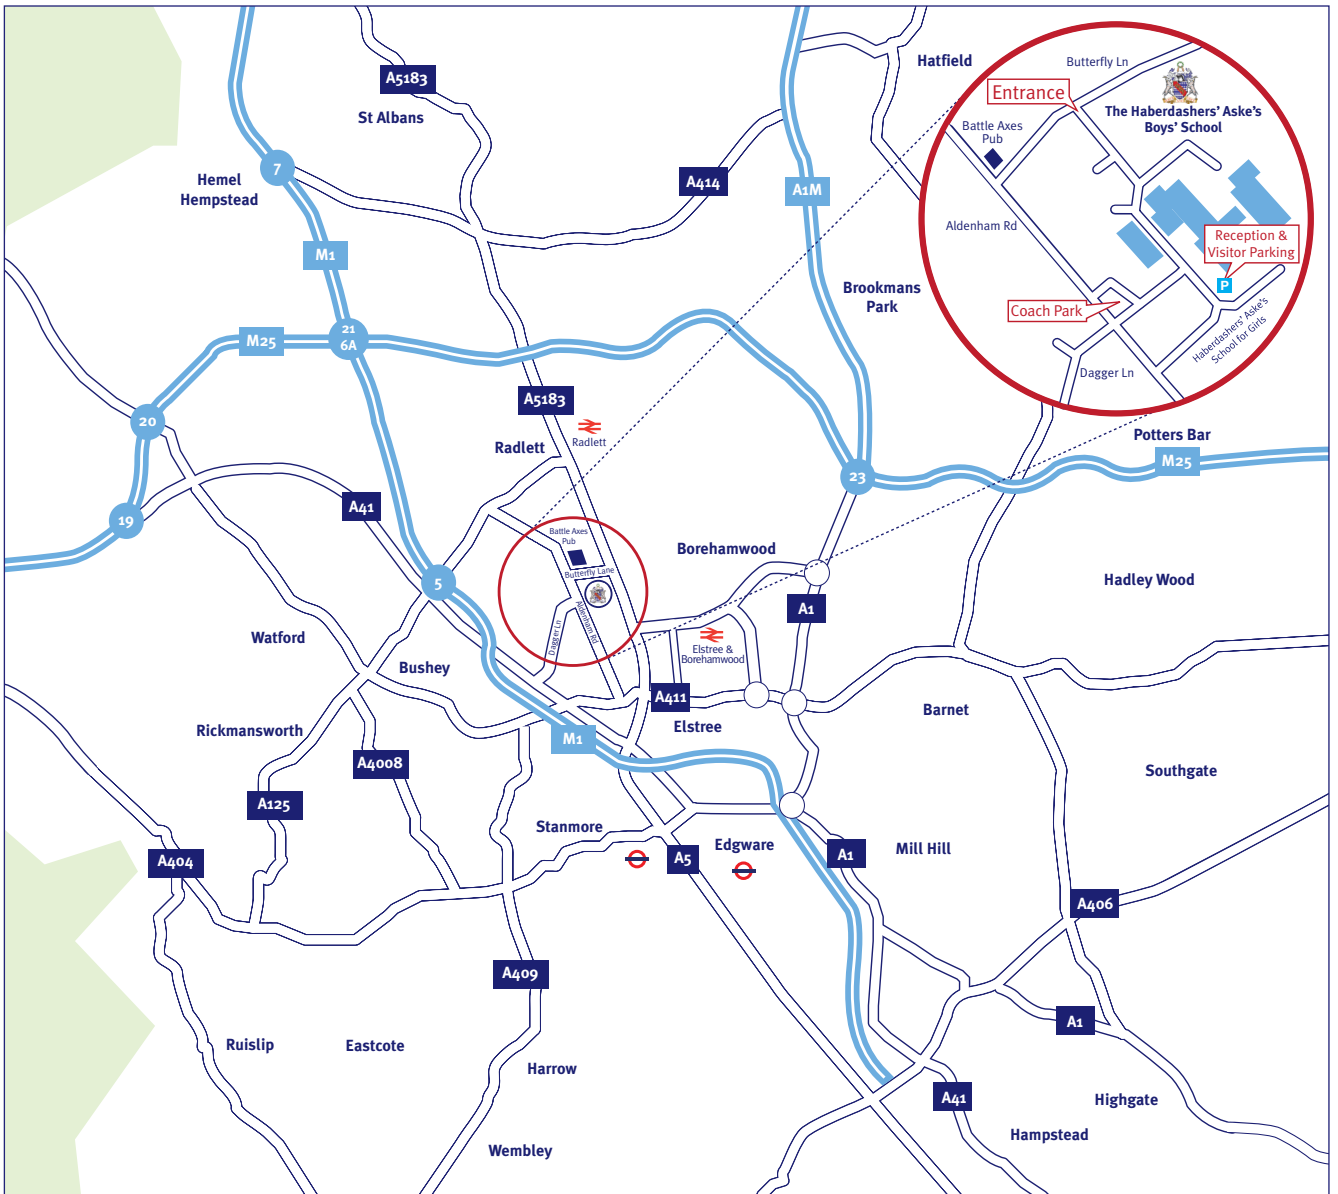 Hatfield
Butterfly Ln
A5183
St Albans
Entrance
The Haberdashers' Aske's
Boys' School
Battle Axes
Pub
7
Hemel
Hempstead
A414
A1M
Aldenham Rd
Reception &
Visitor Parking
P
M1
Brookmans
Park
Coach Park
Haberdashers' Aske's
School for Girls
M25
21
6A
Dagger Ln
A5183
20
Radlett
Radlett
Potters Bar
M25
23
A41
19
Battle Axes
Pub
Borehamwood
Butterfly Lane
5
Hadley Wood
A1
Aldenham Rd
Dagger Ln
Watford
Elstree &
Borehamwood
Bushey
A411
Elstree
Barnet
Rickmansworth
M1
A4008
Southgate
A125
Stanmore
Edgware
Mill Hill
A404
A5
A1
A406
A409
A1
Ruislip
Eastcote
Harrow
A41
Highgate
Hampstead
Wembley